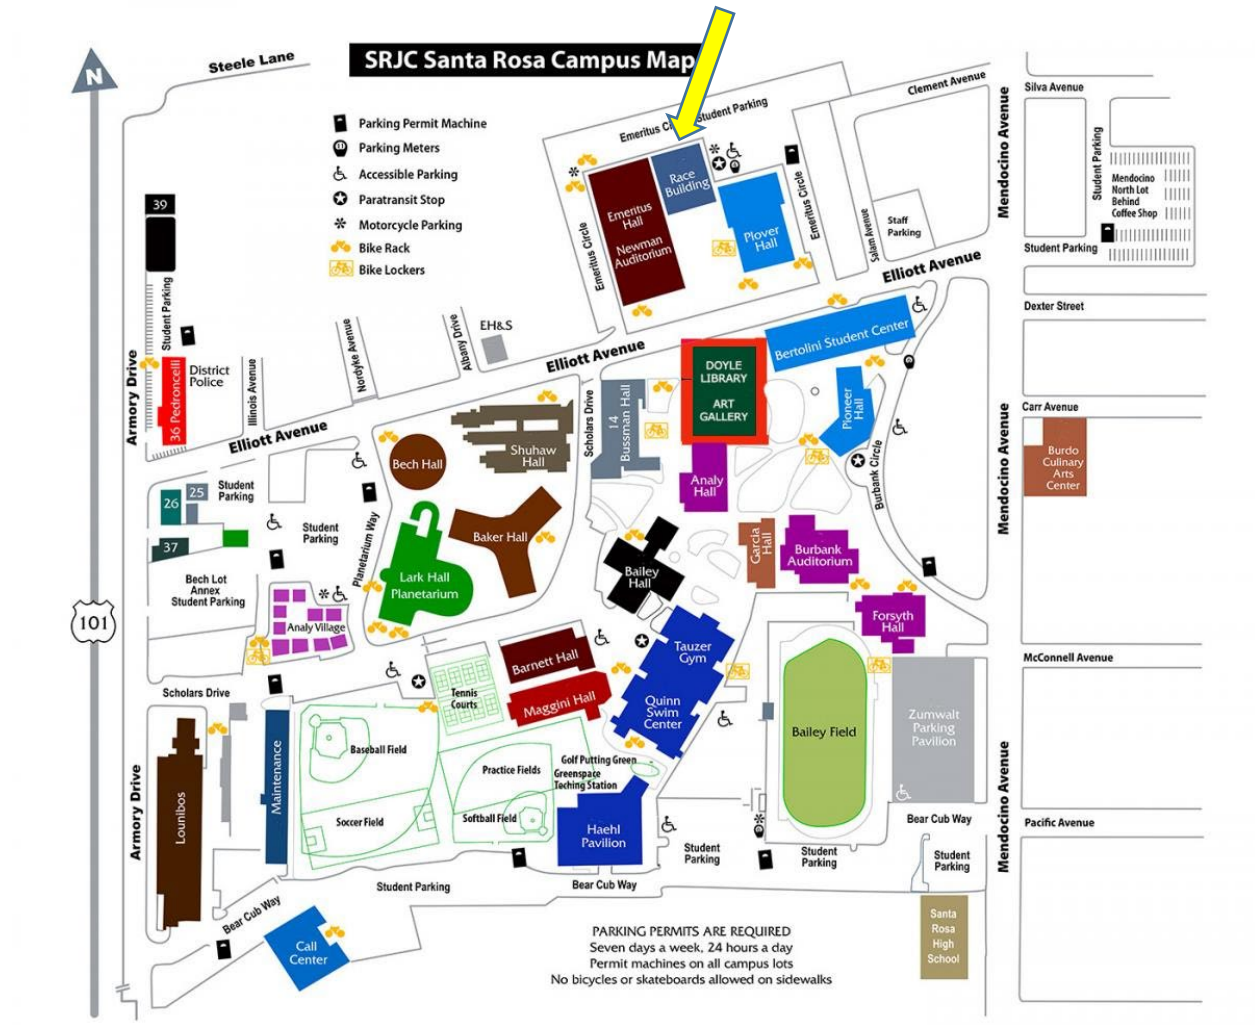 SRJC Santa Rosa Campus Map
N
Steele Lane
Parking Permit Machine
Parking Meters
Accessible Parking
Paratransit Stop
Motorcycle Parking
Bike Rack
Bike Lockers
Emeritus Student Parking
Clement Avenue
Mendocino Avenue
Silva Avenue
Student Parking
Mendocino
North Lot
Behind
Coffee Shop
Student Parking
Dexter Street
Race
Building
Emeritus
Hall
Newman
Auditorium
Plover
Hall
Emeritus Circle
Emeritus Circle
Salem Avenue
Staff
Parking
Elliott Avenue
39
Student Parking
Armory Drive
36 Pedroncelli
District
Police
Illinois Avenue
Nordyke Avenue
Albany Drive
EH&S
Elliott Avenue
Elliott Avenue
Bertolini Student Center
DOYLE
LIBRARY
ART
GALLERY
Scholars Drive
14
Bussman Hall
Pioneer
Hall
Burbank Circle
Mendocino Avenue
Carr Avenue
Burdo
Culinary
Arts
Center
Bech Hall
Shuhaw
Hall
Analy
Hall
Student
Parking
26
25
37
Student
Parking
Planetarium Way
Baker Hall
Lark Hall
Planetarium
Bailey
Hall
Garcia
Hall
Burbank
Auditorium
Forsyth
Hall
Bech Lot
Annex
Student Parking
Analy Village
101
Tauzer
Gym
Quinn
Swim
Center
Barnett Hall
Maggini Hall
Tennis
Courts
McConnell Avenue
Scholars Drive
Bailey Field
Zumwalt
Parking
Pavilion
Baseball Field
Practice Fields
Golf Putting Green
Greenspace
Teching Station
Maintenance
Armory Drive
Lounibos
Soccer Field
Softball Field
Haehl
Pavilion
Student
Parking
Student
Parking
Bear Cub Way
Student
Parking
Mendocino Avenue
Pacific Avenue
Student Parking
Bear Cub Way
Bear Cub Way
Call
Center
Santa
Rosa
High
School
PARKING PERMITS ARE REQUIRED
Seven days a week, 24 hours a day
Permit machines on all campus lots
No bicycles or skateboards allowed on sidewalks